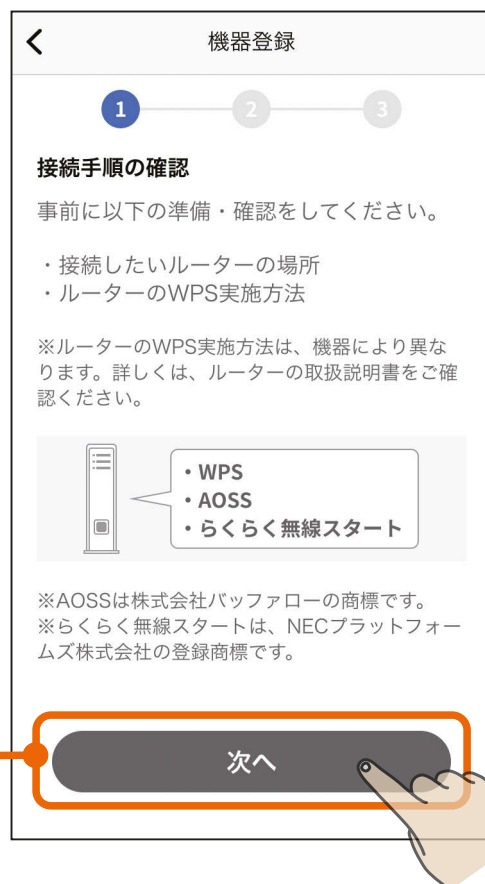 機器登録
1
2
3
接続手順の確認
事前に以下の準備・確認をしてください。
・接続したいルーターの場所
・ルーターのWPS実施方法
※ルーターのWPS実施方法は、機器により異な
ります。詳しくは、ルーターの取扱説明書をご確
認ください。
・WPS
・AOSS
・らくらく無線スタート
※AOSSは株式会社バッファローの商標です。
※らくらく無線スタートは、NECプラットフォー
ムズ株式会社の登録商標です。
次へ